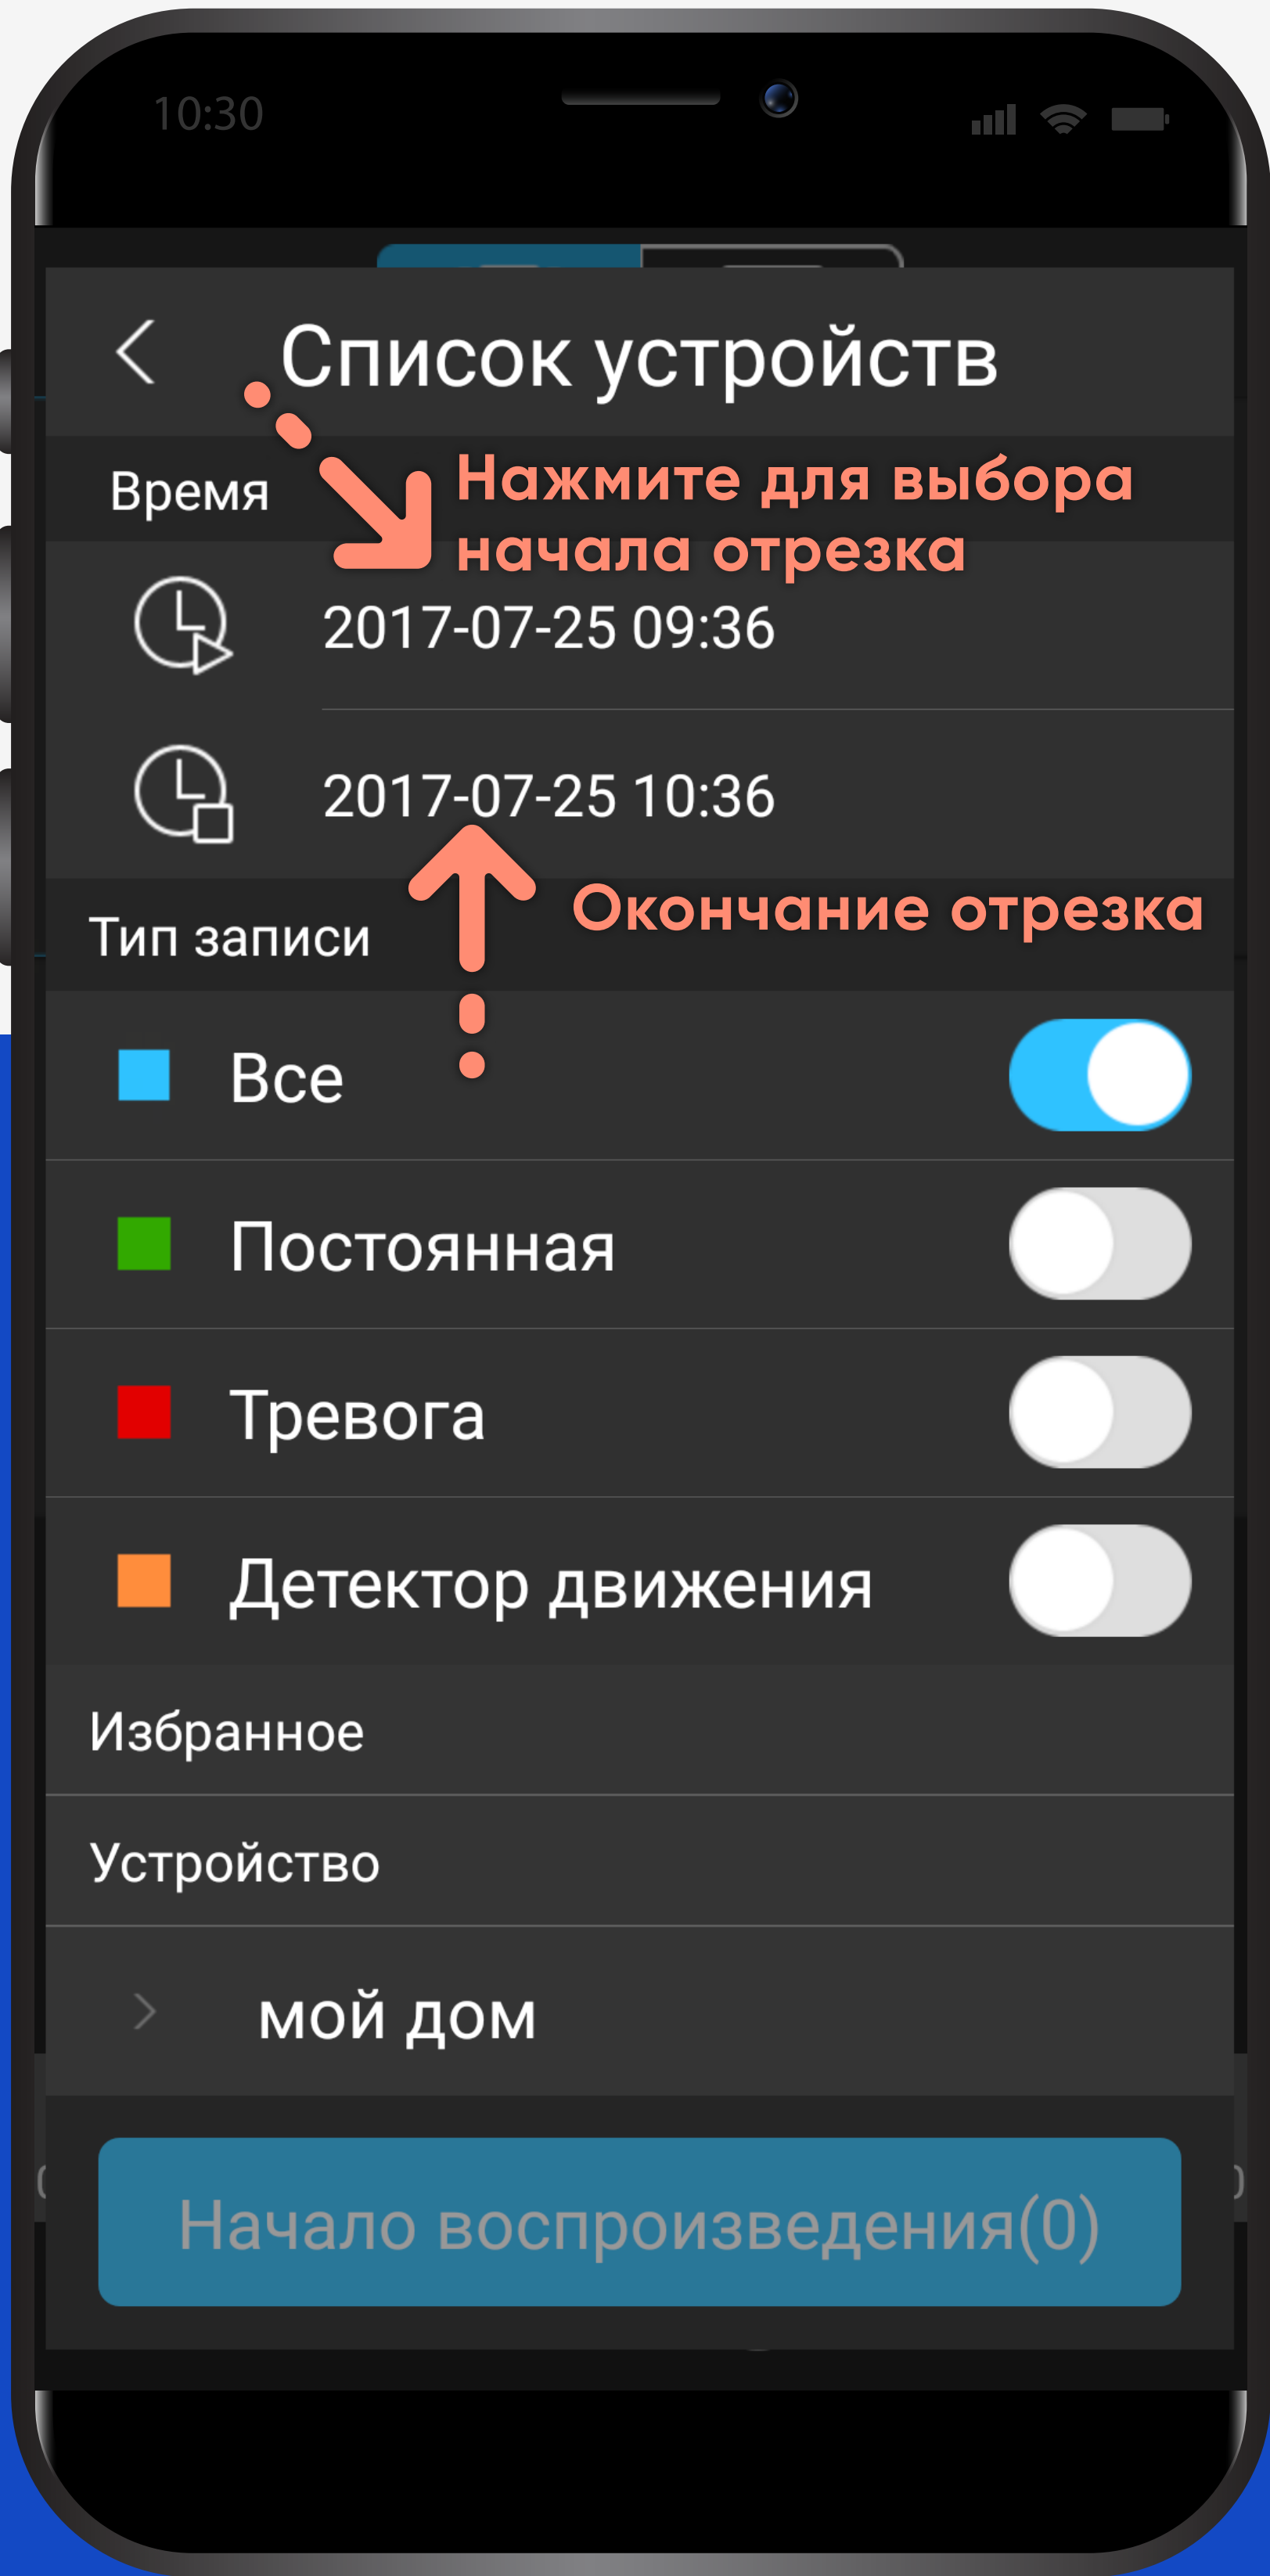 10:30
Список устройств
Нажмите для выбора
Время
начала отрезка
2017-07-25 09:36
2017-07-25 10:36
Окончание отрезка
Тип записи
Все
Постоянная
Тревога
Детектор движения
Избранное
Устройство
мой дом
Начало воспроизведения(0)